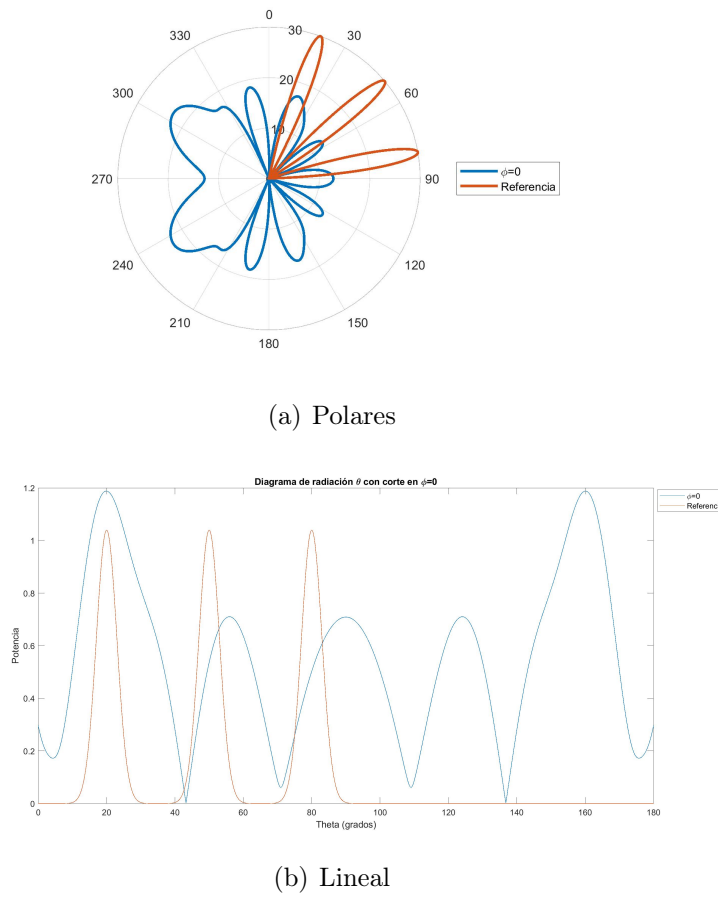 0
330
30
30
300
20
60
10
270
90
φ=0
Referencia
240
120
210
150
180
(a) Polares
Diagrama de radiación θ con corte en φ=0
1.2
φ=0
Referenc
1
0.8
Potencia
0.6
0.4
0.2
0
0 20 40 60 80 100 120 140 160 180
Theta (grados)
(b) Lineal